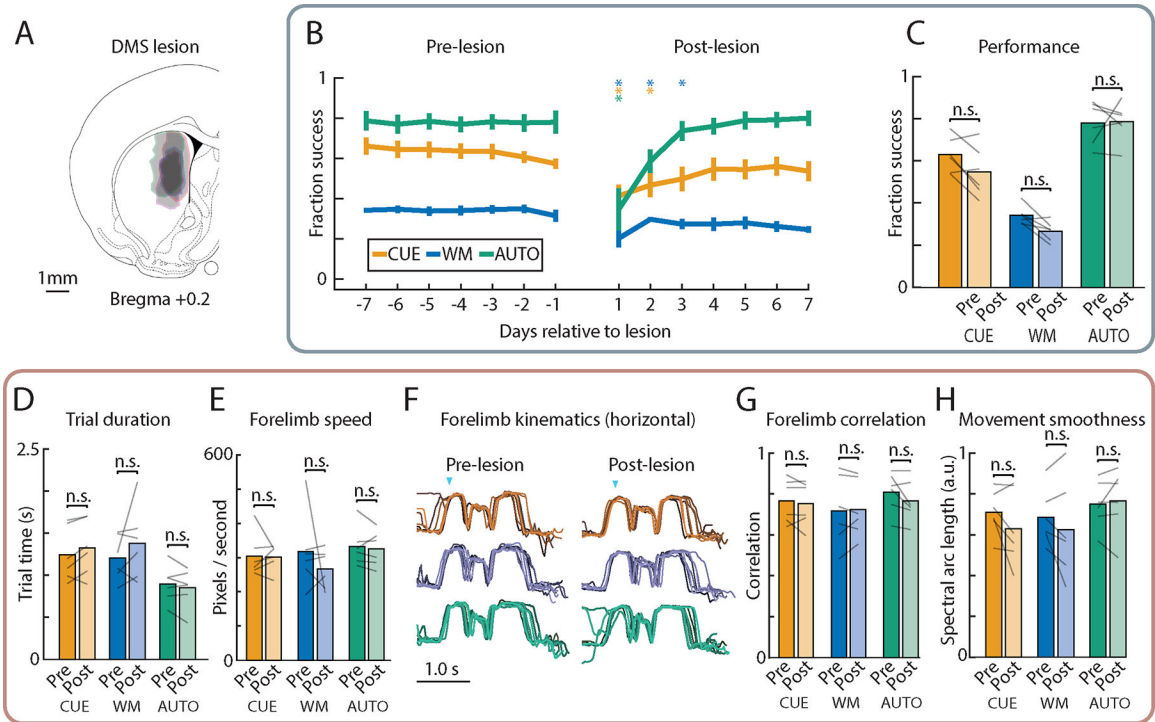 A
DMS lesion
1mm
Bregma +0.2
B
Pre-lesion
Post-lesion
1
Fraction success
0
CUE WM AUTO
* * *
* *
*
-7 -6 -5 -4 -3 -2 -1 1 2 3 4 5 6 7
Days relative to lesion
C
Performance
1
Fraction success
0
n.s.
n.s.
n.s.
Pre Post Pre Post Pre Post
CUE WM AUTO
D
Trial duration
2.5
Trial time (s)
0
n.s.
n.s.
n.s.
Pre Post Pre Post Pre Post
CUE WM AUTO
E
Forelimb speed
600
Pixels / second
0
n.s.
n.s.
n.s.
Pre Post Pre Post Pre Post
CUE WM AUTO
F
Forelimb kinematics (horizontal)
Pre-lesion
Post-lesion
1.0 s
G
Forelimb correlation
1
Correlation
0
n.s.
n.s.
n.s.
Pre Post Pre Post Pre Post
CUE WM AUTO
H
Movement smoothness
1
Spectral arc length (a.u.)
0
n.s.
n.s.
n.s.
Pre Post Pre Post Pre Post
CUE WM AUTO